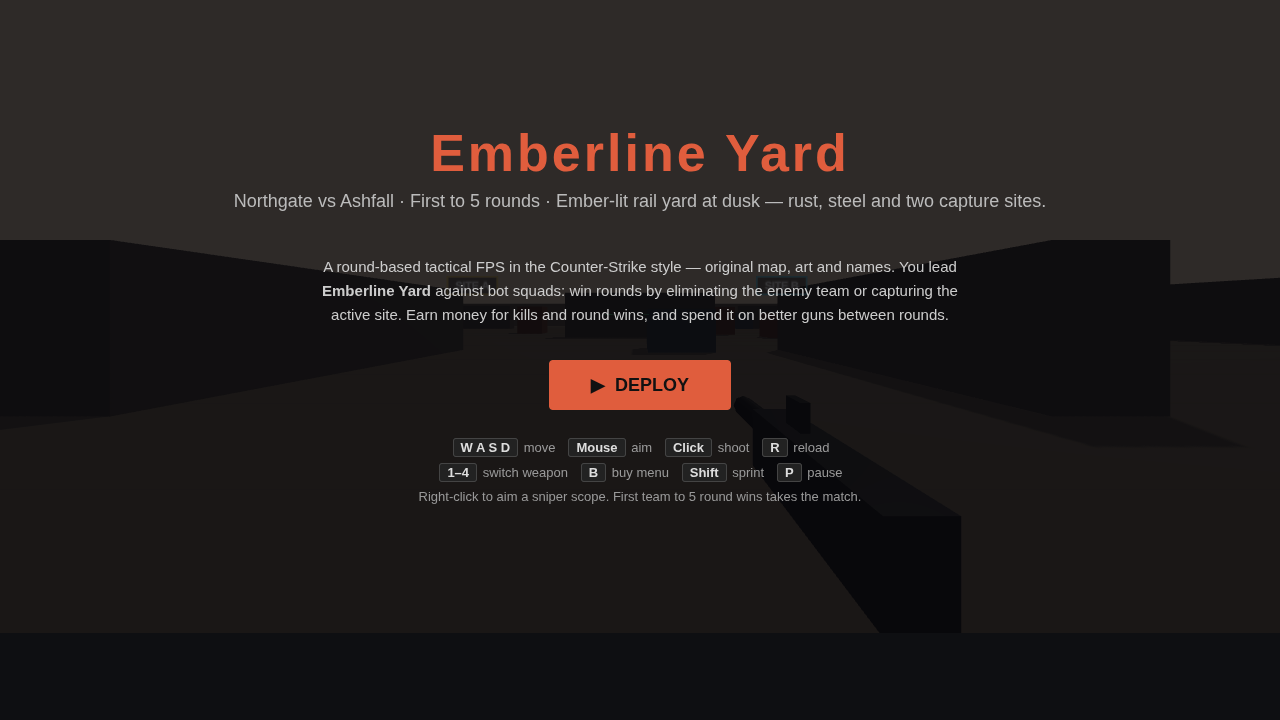 Emberline Yard
Northgate vs Ashfall · First to 5 rounds · Ember-lit rail yard at dusk — rust, steel and two capture sites.
A round-based tactical FPS in the Counter-Strike style — original map, art and names. You lead
Emberline Yard against bot squads: win rounds by eliminating the enemy team or capturing the
active site. Earn money for kills and round wins, and spend it on better guns between rounds.
▶ DEPLOY
W A S D move Mouse aim Click shoot R reload
1–4 switch weapon B buy menu Shift sprint P pause
Right-click to aim a sniper scope. First team to 5 round wins takes the match.